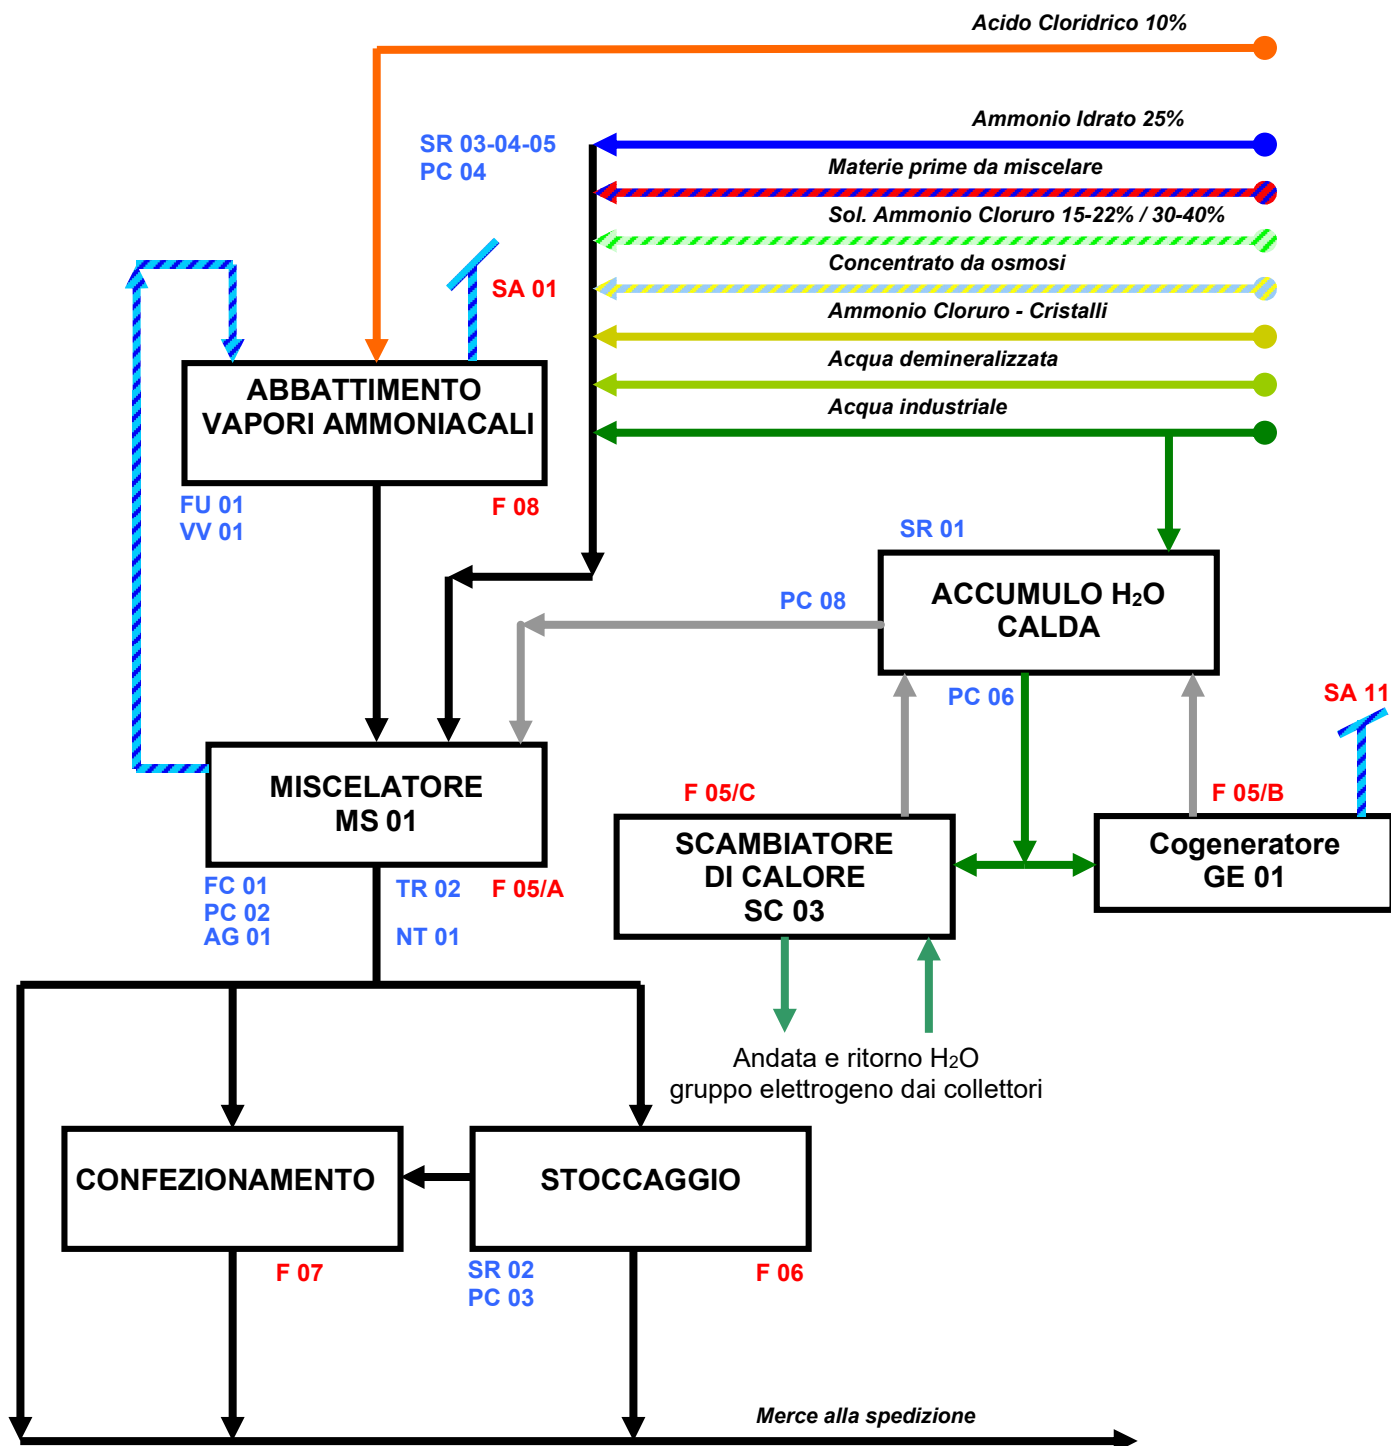 Acido Cloridrico 10%
Ammonio Idrato 25%
SR 03-04-05
PC 04
Materie prime da miscelare
Sol. Ammonio Cloruro 15-22% / 30-40%
Concentrato da osmosi
SA 01
Ammonio Cloruro - Cristalli
Acqua demineralizzata
Acqua industriale
ABBATTIMENTO
VAPORI AMMONIACALI
FU 01
VV 01
F 08
SR 01
ACCUMULO H₂O
CALDA
PC 08
PC 06
SA 11
MISCELATORE
MS 01
F 05/C
F 05/B
SCAMBIATORE
DI CALORE
SC 03
Cogeneratore
GE 01
FC 01
PC 02
AG 01
TR 02
NT 01
F 05/A
Andata e ritorno H₂O
gruppo elettrogeno dai collettori
CONFEZIONAMENTO
STOCCAGGIO
F 07
SR 02
PC 03
F 06
Merce alla spedizione